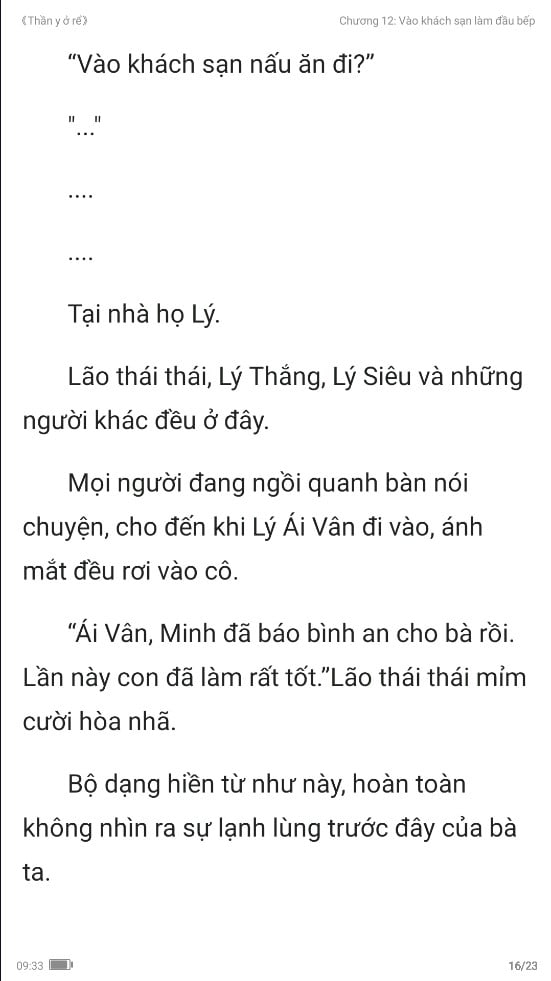 《Thần y ở rể》 Chương 12: Vào khách sạn làm đầu bếp
“Vào khách sạn nấu ăn đi?”
"..."
....
....
Tại nhà họ Lý.
Lão thái thái, Lý Thắng, Lý Siêu và những
người khác đều ở đây.
Mọi người đang ngồi quanh bàn nói
chuyện, cho đến khi Lý Ái Vân đi vào, ánh
mắt đều rơi vào cô.
“Ái Vân, Minh đã báo bình an cho bà rồi.
Lần này con đã làm rất tốt.”Lão thái thái mỉm
cười hòa nhã.
Bộ dạng hiền từ như này, hoàn toàn
không nhìn ra sự lạnh lùng trước đây của bà
ta.
09:33 16/23